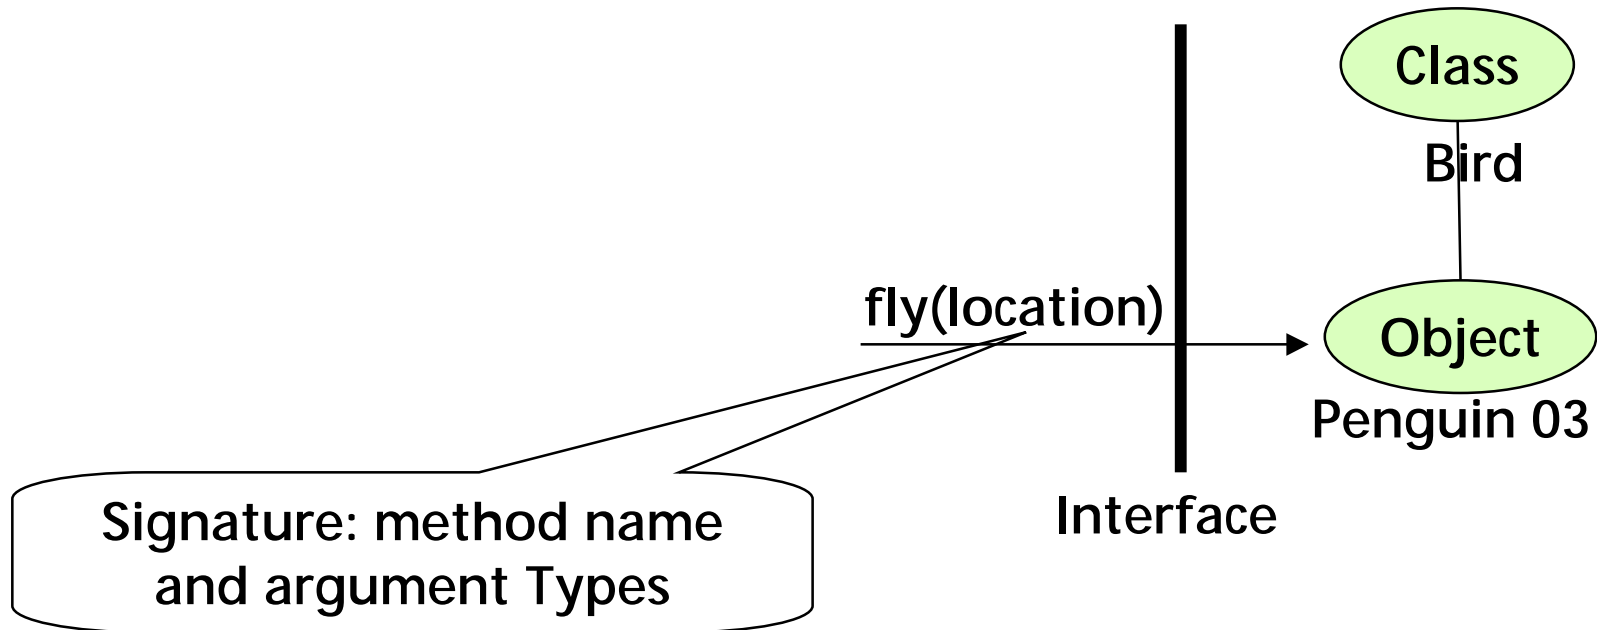 Class
Bird
fly(location)
Object
Penguin 03
Signature: method name
and argument Types
Interface